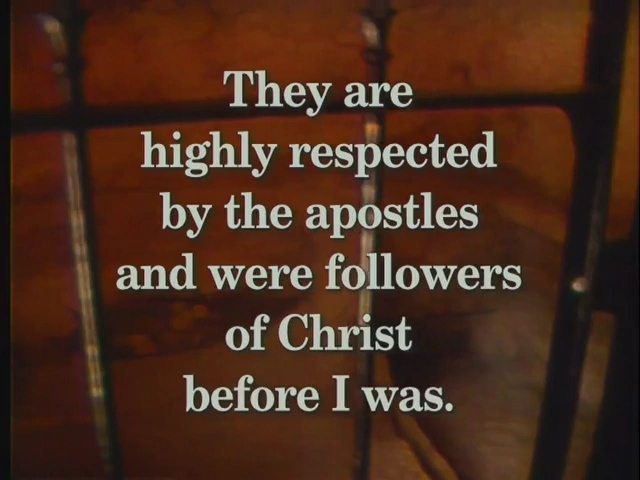 They are
highly respected
by the apostles
and were followers
of Christ
before I was.